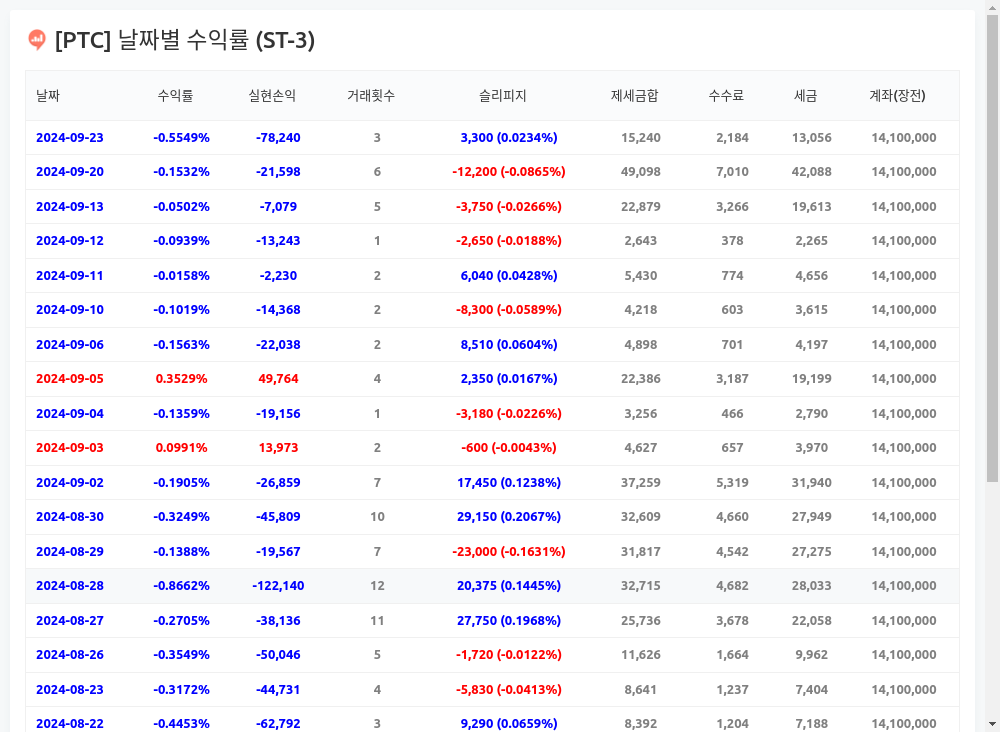 [PTC] 날짜별 수익률 (ST-3)
날짜 수익률 실현손익 거래횟수 슬리피지 제세금합 수수료 세금 계좌(장전)
2024-09-23 -0.5549% -78,240 3 3,300 (0.0234%) 15,240 2,184 13,056 14,100,000
2024-09-20 -0.1532% -21,598 6 -12,200 (-0.0865%) 49,098 7,010 42,088 14,100,000
2024-09-13 -0.0502% -7,079 5 -3,750 (-0.0266%) 22,879 3,266 19,613 14,100,000
2024-09-12 -0.0939% -13,243 1 -2,650 (-0.0188%) 2,643 378 2,265 14,100,000
2024-09-11 -0.0158% -2,230 2 6,040 (0.0428%) 5,430 774 4,656 14,100,000
2024-09-10 -0.1019% -14,368 2 -8,300 (-0.0589%) 4,218 603 3,615 14,100,000
2024-09-06 -0.1563% -22,038 2 8,510 (0.0604%) 4,898 701 4,197 14,100,000
2024-09-05 0.3529% 49,764 4 2,350 (0.0167%) 22,386 3,187 19,199 14,100,000
2024-09-04 -0.1359% -19,156 1 -3,180 (-0.0226%) 3,256 466 2,790 14,100,000
2024-09-03 0.0991% 13,973 2 -600 (-0.0043%) 4,627 657 3,970 14,100,000
2024-09-02 -0.1905% -26,859 7 17,450 (0.1238%) 37,259 5,319 31,940 14,100,000
2024-08-30 -0.3249% -45,809 10 29,150 (0.2067%) 32,609 4,660 27,949 14,100,000
2024-08-29 -0.1388% -19,567 7 -23,000 (-0.1631%) 31,817 4,542 27,275 14,100,000
2024-08-28 -0.8662% -122,140 12 20,375 (0.1445%) 32,715 4,682 28,033 14,100,000
2024-08-27 -0.2705% -38,136 11 27,750 (0.1968%) 25,736 3,678 22,058 14,100,000
2024-08-26 -0.3549% -50,046 5 -1,720 (-0.0122%) 11,626 1,664 9,962 14,100,000
2024-08-23 -0.3172% -44,731 4 -5,830 (-0.0413%) 8,641 1,237 7,404 14,100,000
2024-08-22 -0.4453% -62,792 3 9,290 (0.0659%) 8,392 1,204 7,188 14,100,000